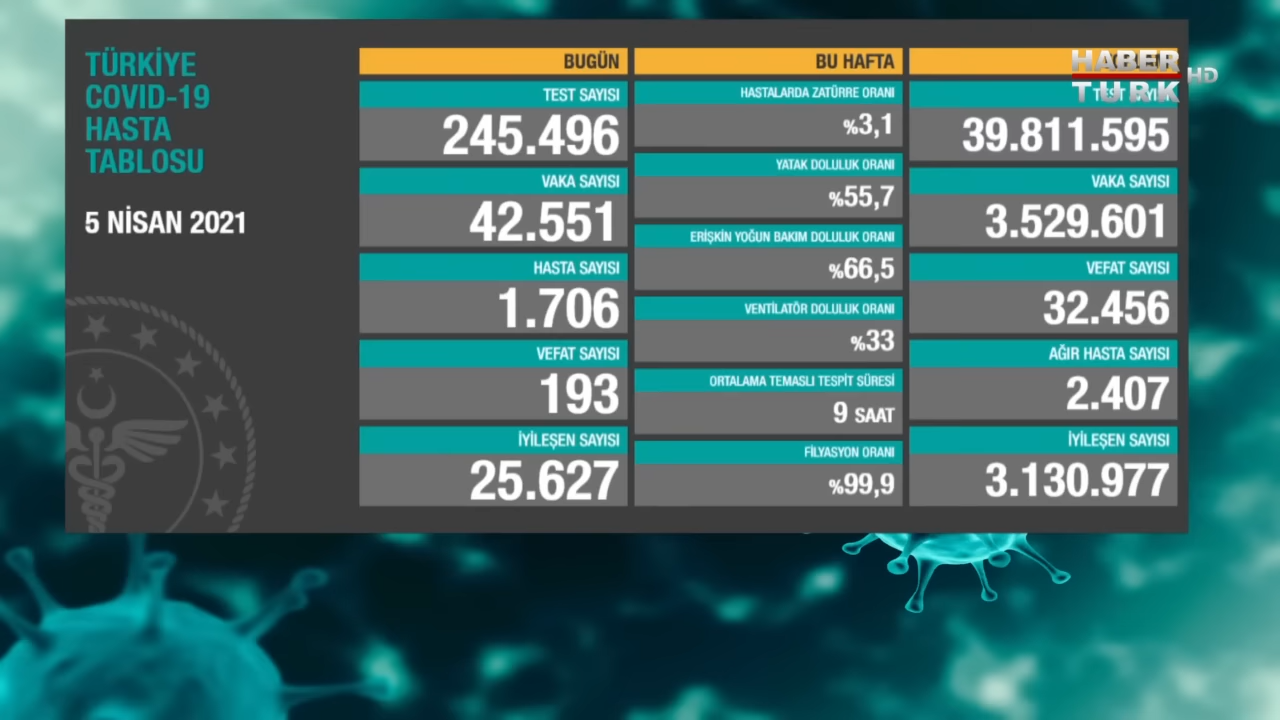 TÜRKİYE
COVID-19
HASTA
TABLOSU
5 NİSAN 2021
BUGÜN
TEST SAYISI
245.496
VAKA SAYISI
42.551
HASTA SAYISI
1.706
VEFAT SAYISI
193
İYİLEŞEN SAYISI
25.627
BU HAFTA
HASTALARDA ZATÜRRE ORANI
%3,1
YATAK DOLULUK ORANI
%55,7
ERİŞKİN YOĞUN BAKIM DOLULUK ORANI
%66,5
VENTİLATÖR DOLULUK ORANI
%33
ORTALAMA TEMASLI TESPİT SÜRESİ
9 SAAT
FİLYASYON ORANI
%99,9
HABER
TURK
HD
TEST SAYISI
39.811.595
VAKA SAYISI
3.529.601
VEFAT SAYISI
32.456
AĞIR HASTA SAYISI
2.407
İYİLEŞEN SAYISI
3.130.977